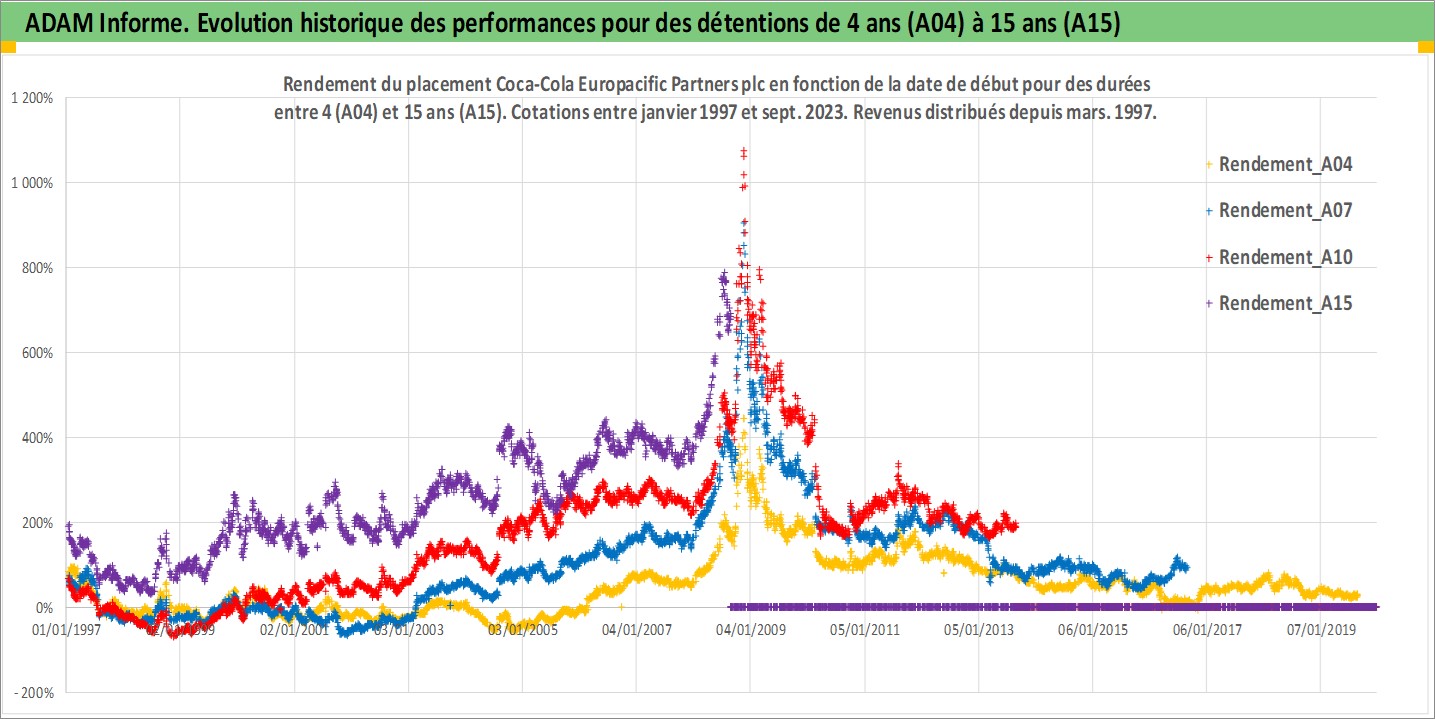 ADAM Informe. Evolution historique des performances pour des détentions de 4 ans (A04) à 15 ans (A15)
Rendement du placement Coca-Cola Europacific Partners plc en fonction de la date de début pour des durées
entre 4 (A04) et 15 ans (A15). Cotations entre janvier 1997 et sept. 2023. Revenus distribués depuis mars. 1997.
1 200%
1 000%
800%
600%
400%
200%
0%
-200%
Rendement_A04
Rendement_A07
Rendement_A10
Rendement_A15
01/01/1997
02/01/1999
02/01/2001
03/01/2003
03/01/2005
04/01/2007
04/01/2009
05/01/2011
05/01/2013
06/01/2015
06/01/2017
07/01/2019